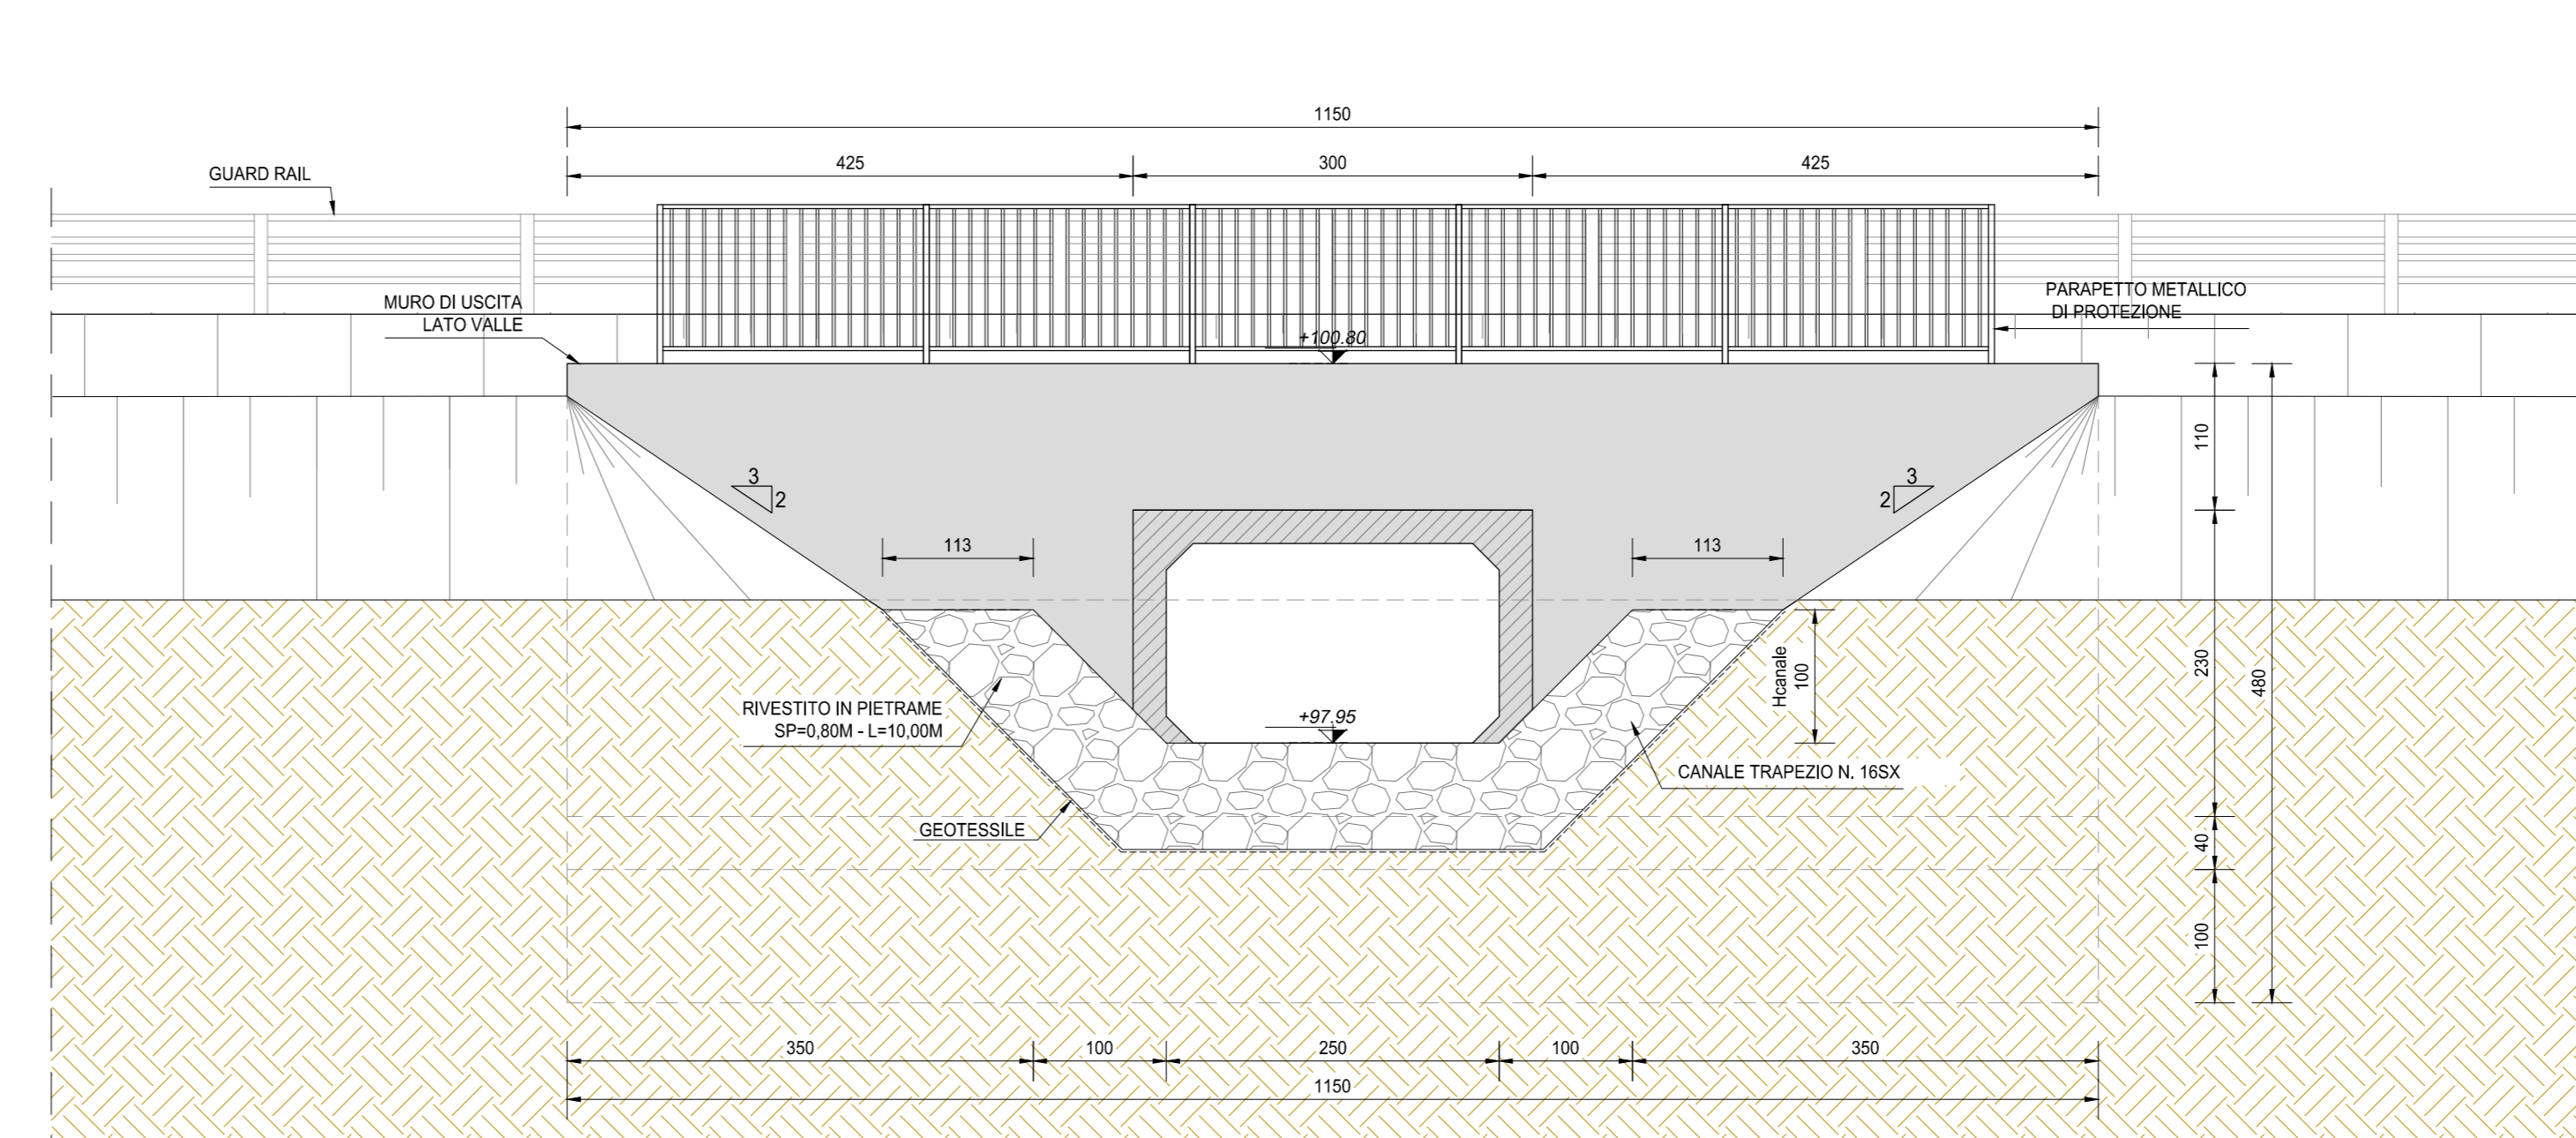 1150
425
300
425
GUARD RAIL
MURO DI USCITA
LATO VALLE
PARAPETTO METALLICO
DI PROTEZIONE
+100.80
110
3
2
3
2
113
113
Hcanale
100
230
480
RIVESTITO IN PIETRAME
SP=0,80M - L=10,00M
+97.95
CANALE TRAPEZIO N. 16SX
GEOTESSILE
40
100
350
100
250
100
350
1150